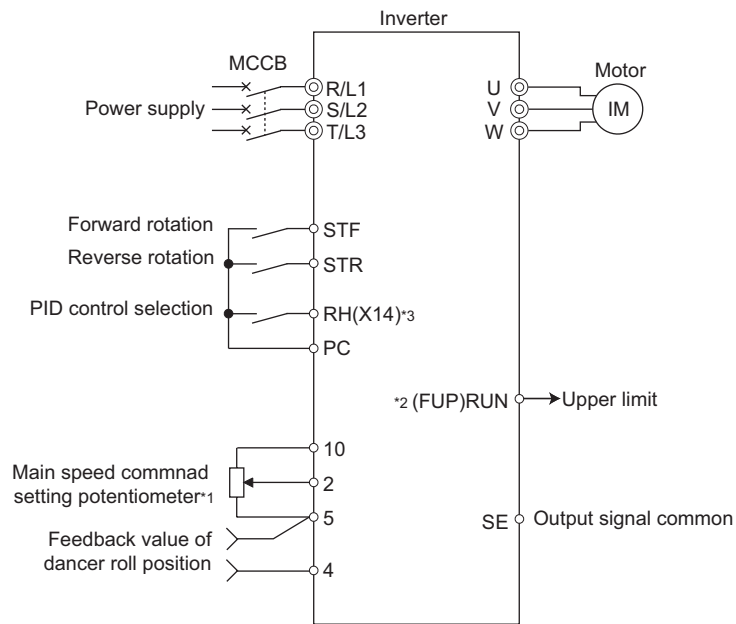 Inverter
MCCB
Motor
R/L1
U
Power supply
S/L2
V
IM
T/L3
W
Forward rotation
STF
Reverse rotation
STR
PID control selection
RH(X14)*3
PC
*2 (FUP)RUN
Upper limit
10
Main speed commnad
setting potentiometer*1
2
5
SE
Output signal common
Feedback value of
dancer roll position
4